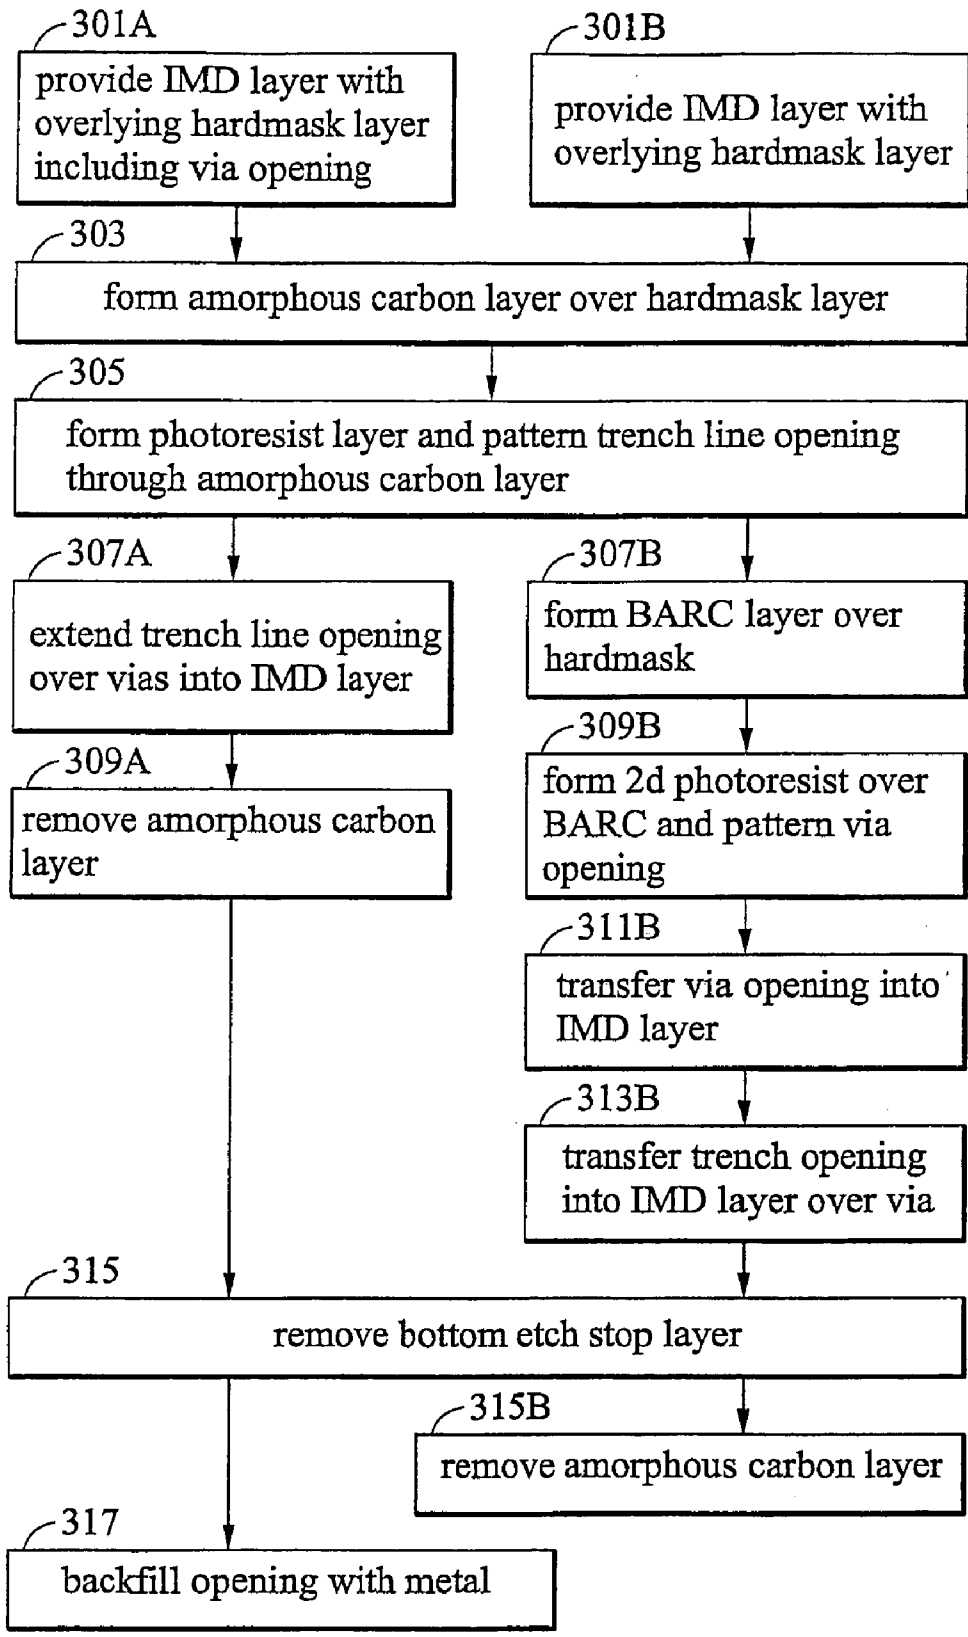 301A
provide IMD layer with
overlying hardmask layer
including via opening
301B
provide IMD layer with
overlying hardmask layer
303
form amorphous carbon layer over hardmask layer
305
form photoresist layer and pattern trench line opening
through amorphous carbon layer
307A
extend trench line opening
over vias into IMD layer
307B
form BARC layer over
hardmask
309A
remove amorphous carbon
layer
309B
form 2d photoresist over
BARC and pattern via
opening
311B
transfer via opening into
IMD layer
313B
transfer trench opening
into IMD layer over via
315
remove bottom etch stop layer
315B
remove amorphous carbon layer
317
backfill opening with metal